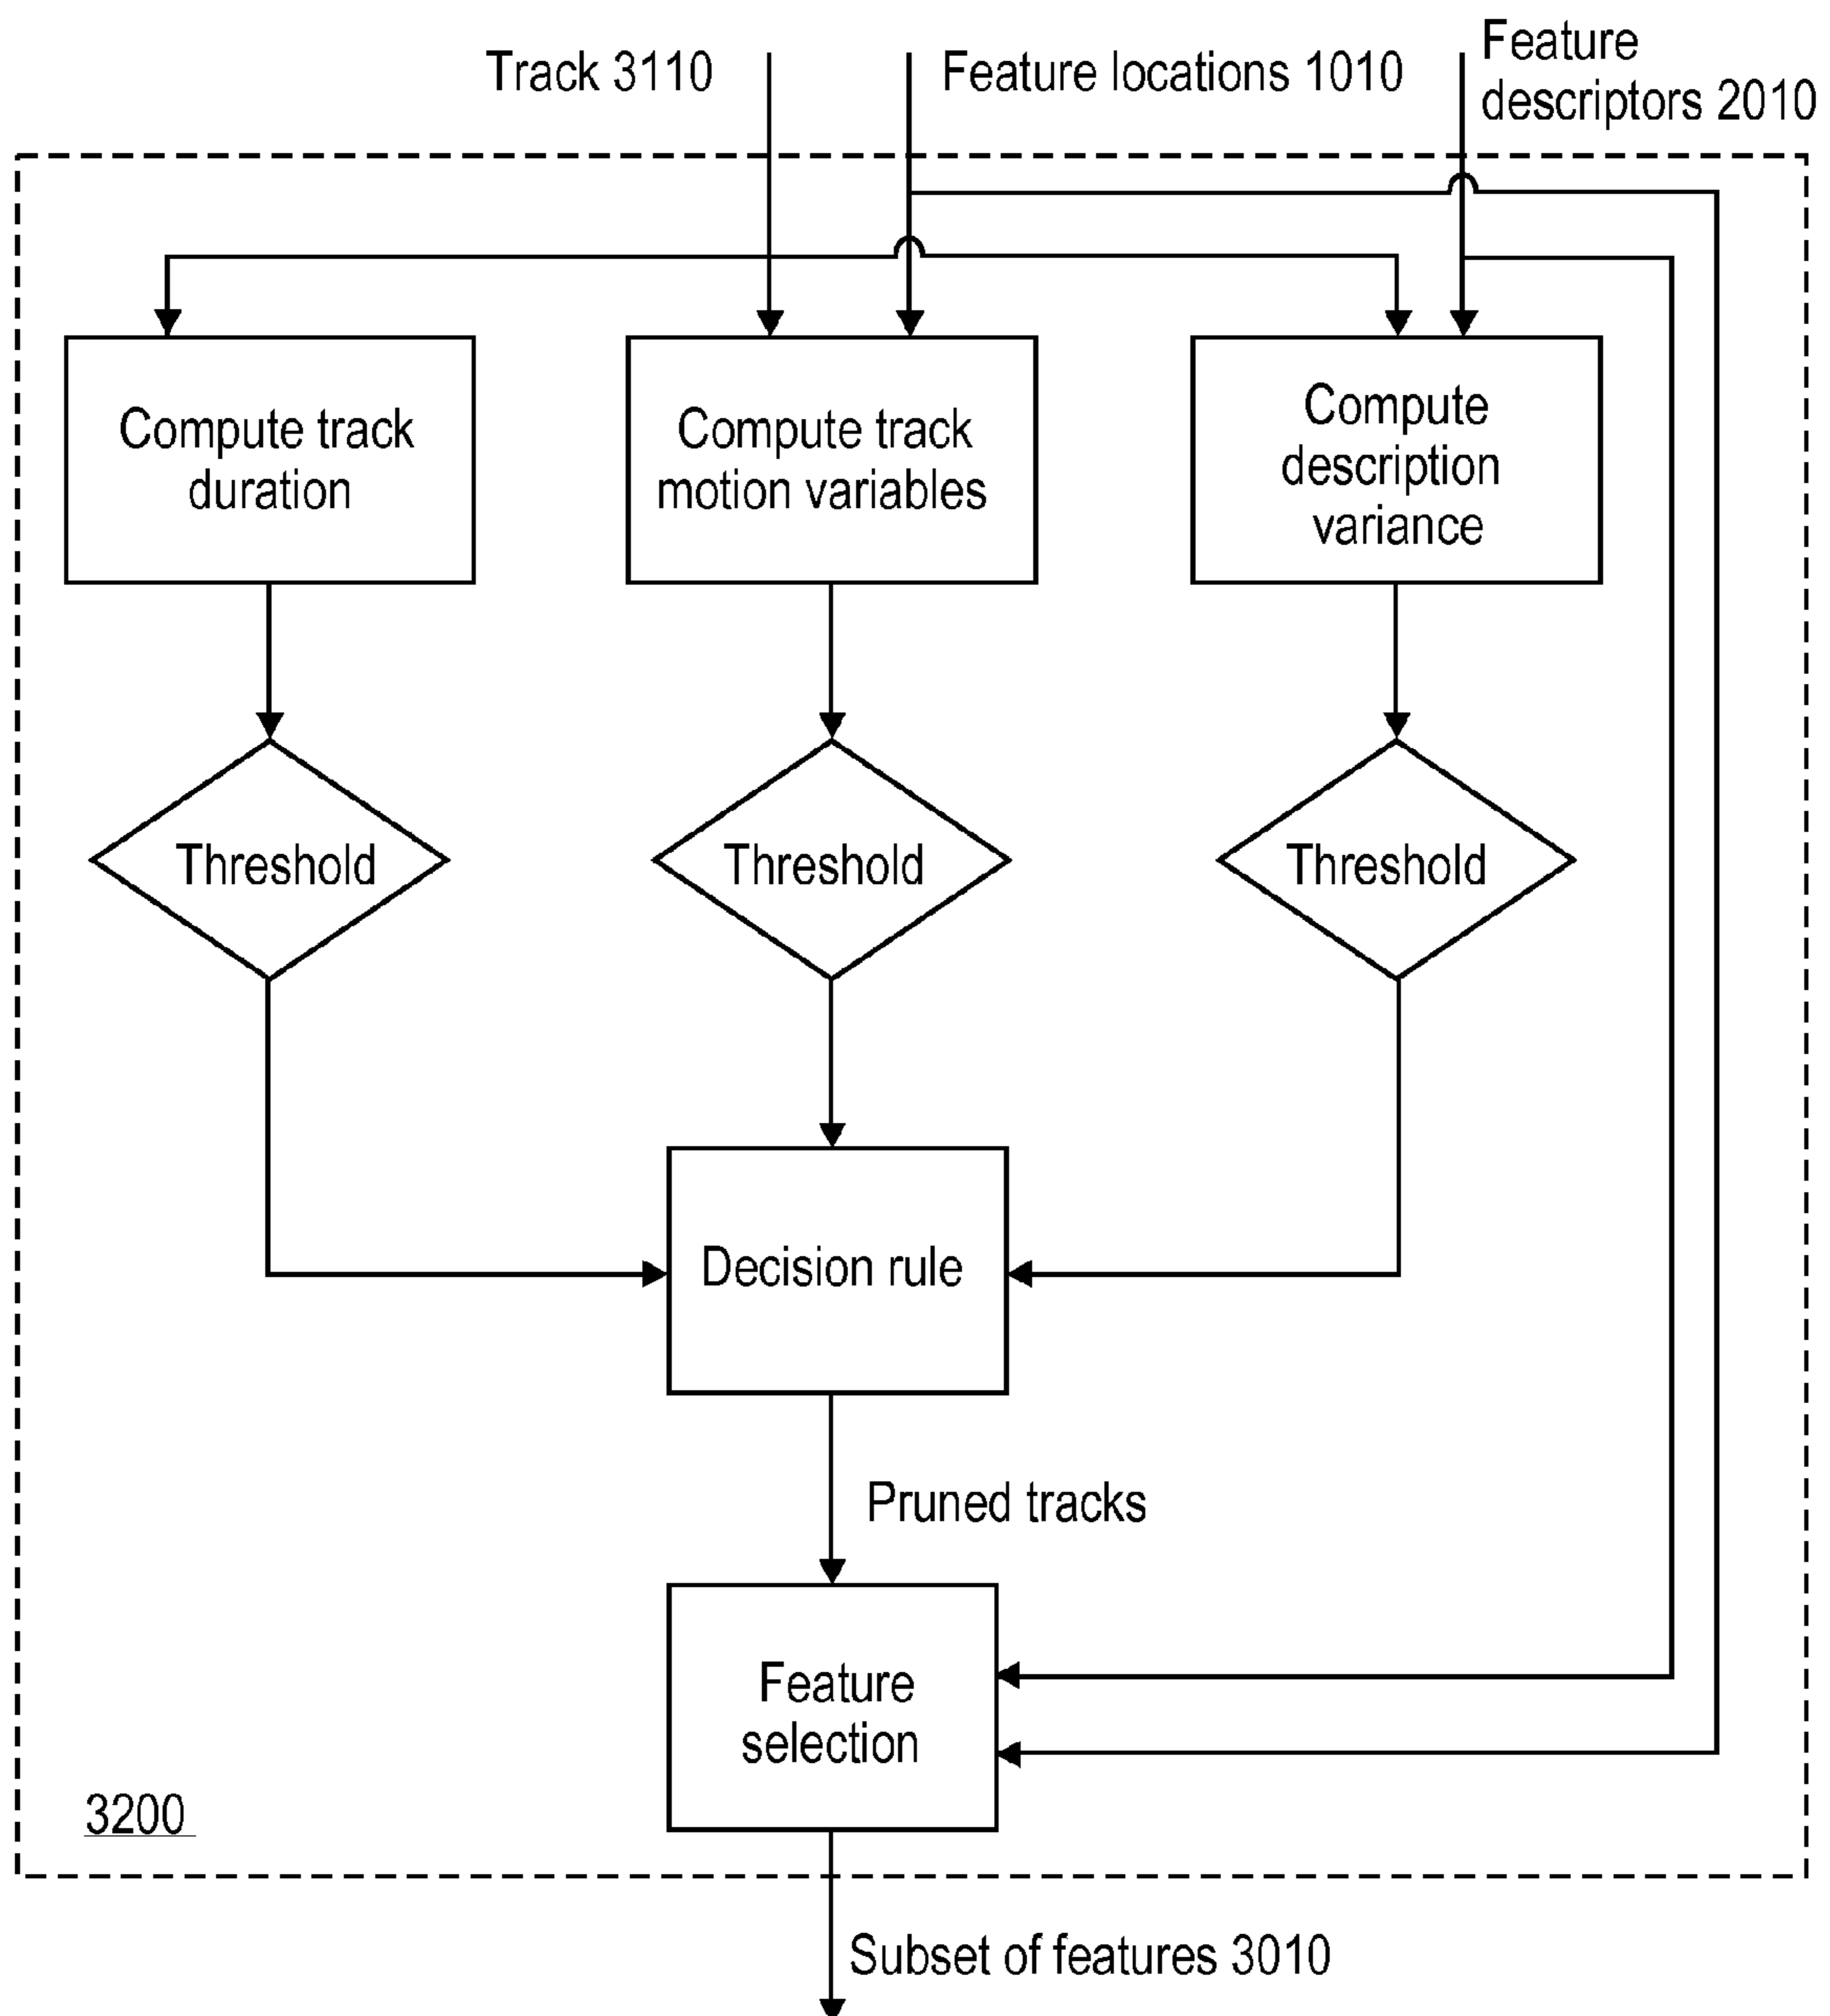 Track 3110
Feature locations 1010
Feature
descriptors 2010
Compute track
duration
Compute track
motion variables
Compute
description
variance
Threshold
Threshold
Threshold
Decision rule
Pruned tracks
Feature
selection
3200
Subset of features 3010